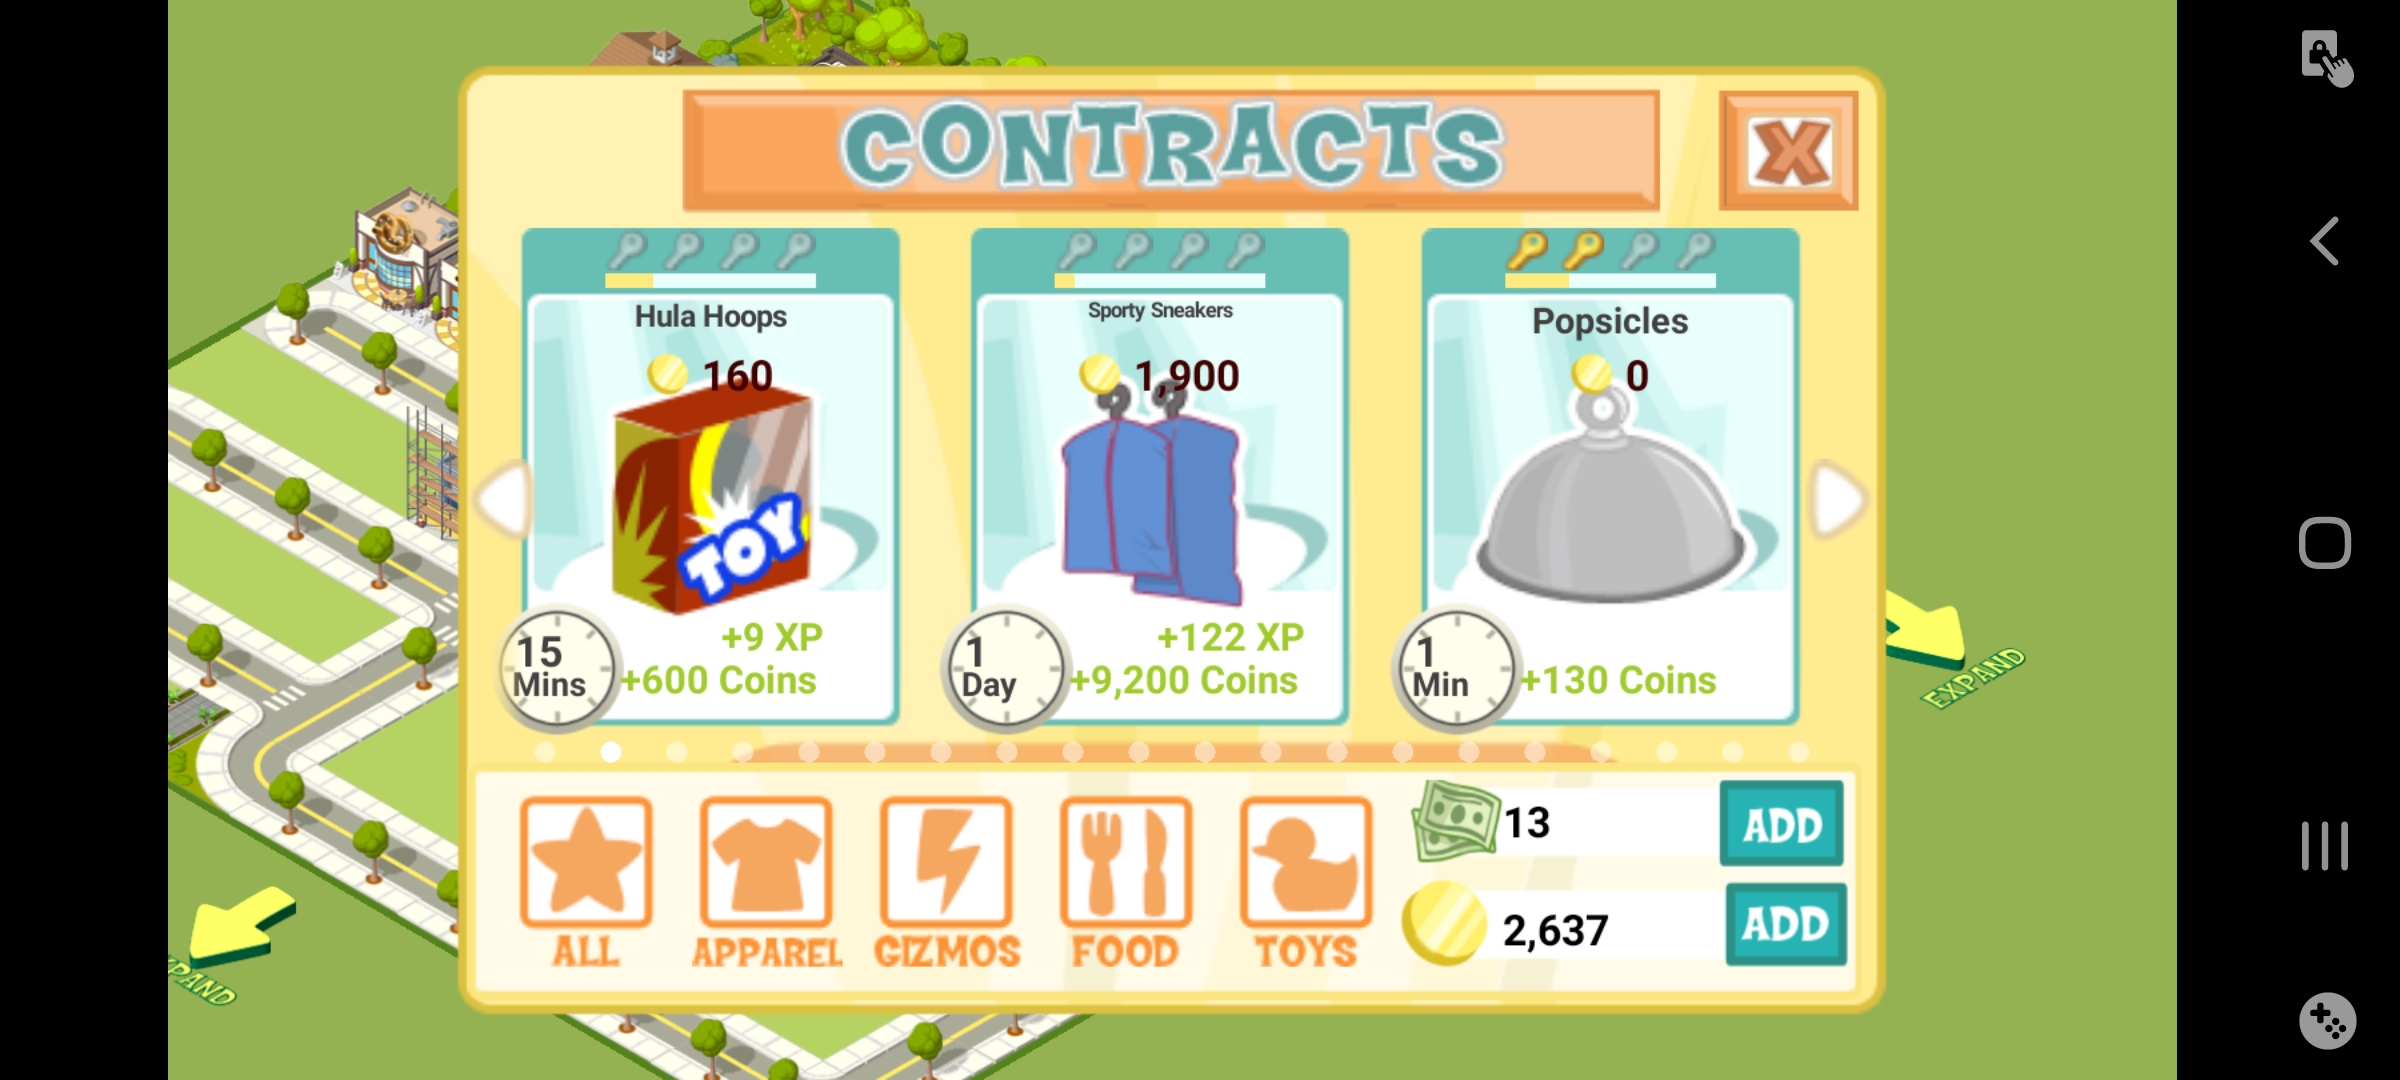 CONTRACTS
X
Hula Hoops
160
TOY
15
Mins
+9 XP
+600 Coins
Sporty Sneakers
1,900
1
Day
+122 XP
+9,200 Coins
Popsicles
0
1
Min
+130 Coins
EXPAND
PAND
ALL
APPAREL
GIZMOS
FOOD
TOYS
13
ADD
2,637
ADD